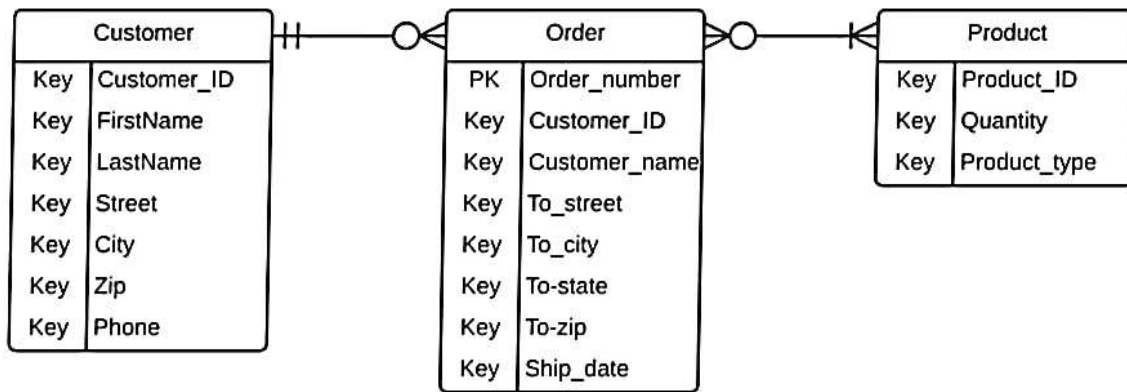 Customer
Key Customer_ID
Key FirstName
Key LastName
Key Street
Key City
Key Zip
Key Phone
Order
PK Order_number
Key Customer_ID
Key Customer_name
Key To_street
Key To_city
Key To-state
Key To-zip
Key Ship_date
Product
Key Product_ID
Key Quantity
Key Product_type